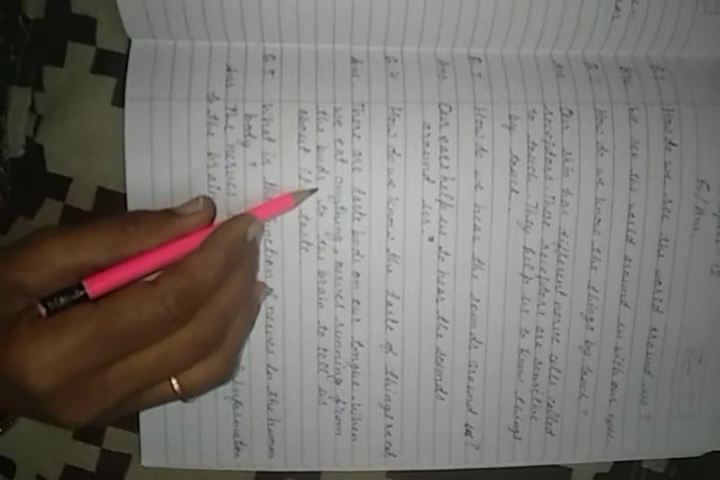 Q.1 How do we see the world around us?
Ans. We see the world around us with our eyes.
Q.2 How do we know the things by touch?
Ans. Our skin has different nerve cells called
receptors. These receptors are sensitive
to touch. They help us to know things
by touch.
Q.3 How do we hear the sounds around us?
Ans Our ears help us to hear the sounds
around us.
Q.4 How do we know the taste of things we eat
Ans. There are taste buds on our tongue. When
we eat anything, nerves running from
the buds to the brain to tell us
about taste
Q.5 What is function of nerves in the human
body?
Ans. The nerves information
to the brain